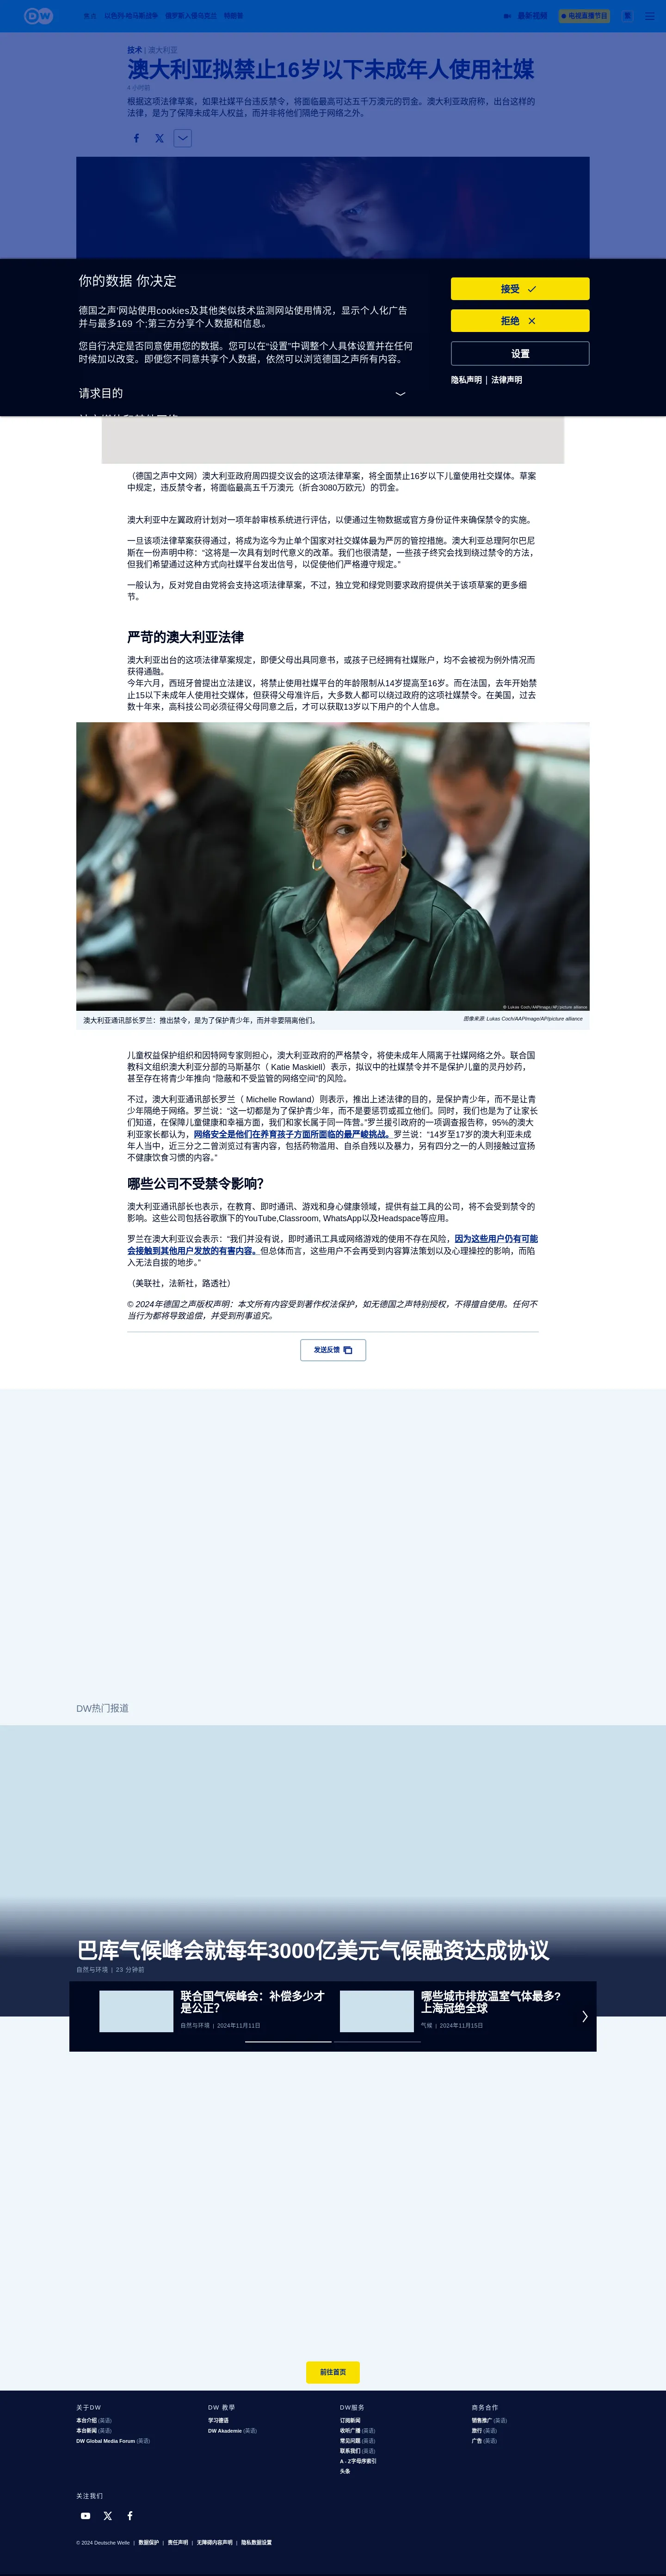 DW
首页 以色列-哈马斯战争 俄罗斯入侵乌克兰 特朗普
最新视频 电视直播节目 繁
技术 | 澳大利亚
澳大利亚拟禁止16岁以下未成年人使用社媒
4 小时前
根据这项法律草案，如果社媒平台违反禁令，将面临最高可达五千万澳元的罚金。澳大利亚政府称，出台这样的
法律，是为了保障未成年人权益，而并非将他们隔绝于网络之外。
你的数据 你决定
德国之声'网站使用cookies及其他类似技术监测网站使用情况，显示个人化广告
并与最多169 个;第三方分享个人数据和信息。
您自行决定是否同意使用您的数据。您可以在“设置”中调整个人具体设置并在任何
时候加以改变。即便您不同意共享个人数据，依然可以浏览德国之声所有内容。
请求目的
接受
拒绝
设置
隐私声明 | 法律声明
（德国之声中文网）澳大利亚政府周四提交议会的这项法律草案，将全面禁止16岁以下儿童使用社交媒体。草案
中规定，违反禁令者，将面临最高五千万澳元（折合3080万欧元）的罚金。
澳大利亚中左翼政府计划对一项年龄审核系统进行评估，以便通过生物数据或官方身份证件来确保禁令的实施。
一旦该项法律草案获得通过，将成为迄今为止单个国家对社交媒体最为严厉的管控措施。澳大利亚总理阿尔巴尼
斯在一份声明中称：“这将是一次具有划时代意义的改革。我们也很清楚，一些孩子终究会找到绕过禁令的方法，
但我们希望通过这种方式向社媒平台发出信号，以促使他们严格遵守规定。”
一般认为，反对党自由党将会支持这项法律草案，不过，独立党和绿党则要求政府提供关于该项草案的更多细
节。
严苛的澳大利亚法律
澳大利亚出台的这项法律草案规定，即便父母出具同意书，或孩子已经拥有社媒账户，均不会被视为例外情况而
获得通融。
今年六月，西班牙曾提出立法建议，将禁止使用社媒平台的年龄限制从14岁提高至16岁。而在法国，去年开始禁
止15以下未成年人使用社交媒体，但获得父母准许后，大多数人都可以绕过政府的这项社媒禁令。在美国，过去
数十年来，高科技公司必须征得父母同意之后，才可以获取13岁以下用户的个人信息。
© Lukas Coch/AAPImage/AP/picture alliance
澳大利亚通讯部长罗兰：推出禁令，是为了保护青少年，而并非要隔离他们。
图像来源: Lukas Coch/AAPImage/AP/picture alliance
儿童权益保护组织和因特网专家则担心，澳大利亚政府的严格禁令，将使未成年人隔离于社媒网络之外。联合国
教科文组织澳大利亚分部的马斯基尔（ Katie Maskiell）表示，拟议中的社媒禁令并不是保护儿童的灵丹妙药，
甚至存在将青少年推向 “隐蔽和不受监管的网络空间”的风险。
不过，澳大利亚通讯部长罗兰（ Michelle Rowland）则表示，推出上述法律的目的，是保护青少年，而不是让青
少年隔绝于网络。罗兰说：“这一切都是为了保护青少年，而不是要惩罚或孤立他们。同时，我们也是为了让家长
们知道，在保障儿童健康和幸福方面，我们和家长属于同一阵营。”罗兰援引政府的一项调查报告称，95%的澳大
利亚家长都认为，网络安全是他们在养育孩子方面所面临的最严峻挑战。罗兰说：“14岁至17岁的澳大利亚未成
年人当中，近三分之二曾浏览过有害内容，包括药物滥用、自杀自残以及暴力，另有四分之一的人则接触过宣扬
不健康饮食习惯的内容。”
哪些公司不受禁令影响？
澳大利亚通讯部长也表示，在教育、即时通讯、游戏和身心健康领域，提供有益工具的公司，将不会受到禁令的
影响。这些公司包括谷歌旗下的YouTube,Classroom, WhatsApp以及Headspace等应用。
罗兰在澳大利亚议会表示：“我们并没有说，即时通讯工具或网络游戏的使用不存在风险，因为这些用户仍有可能
会接触到其他用户发放的有害内容。但总体而言，这些用户不会再受到内容算法策划以及心理操控的影响，而陷
入无法自拔的地步。”
（美联社，法新社，路透社）
© 2024年德国之声版权声明：本文所有内容受到著作权法保护，如无德国之声特别授权，不得擅自使用。任何不
当行为都将导致追偿，并受到刑事追究。
发送反馈
DW热门报道
巴库气候峰会就每年3000亿美元气候融资达成协议
自然与环境 | 23 分钟前
联合国气候峰会：补偿多少才
是公正？
自然与环境 | 2024年11月11日
哪些城市排放温室气体最多?
上海冠绝全球
气候 | 2024年11月15日
前往首页
关于DW
本台介绍 (英语)
本台新闻 (英语)
DW Global Media Forum (英语)
DW 教學
学习德语
DW Akademie (英语)
DW服务
订阅新闻
收听广播 (英语)
常见问题 (英语)
联系我们 (英语)
A - Z字母序索引
头条
商务合作
销售推广 (英语)
旅行 (英语)
广告 (英语)
关注我们
© 2024 Deutsche Welle | 数据保护 | 责任声明 | 无障碍内容声明 | 隐私数据设置